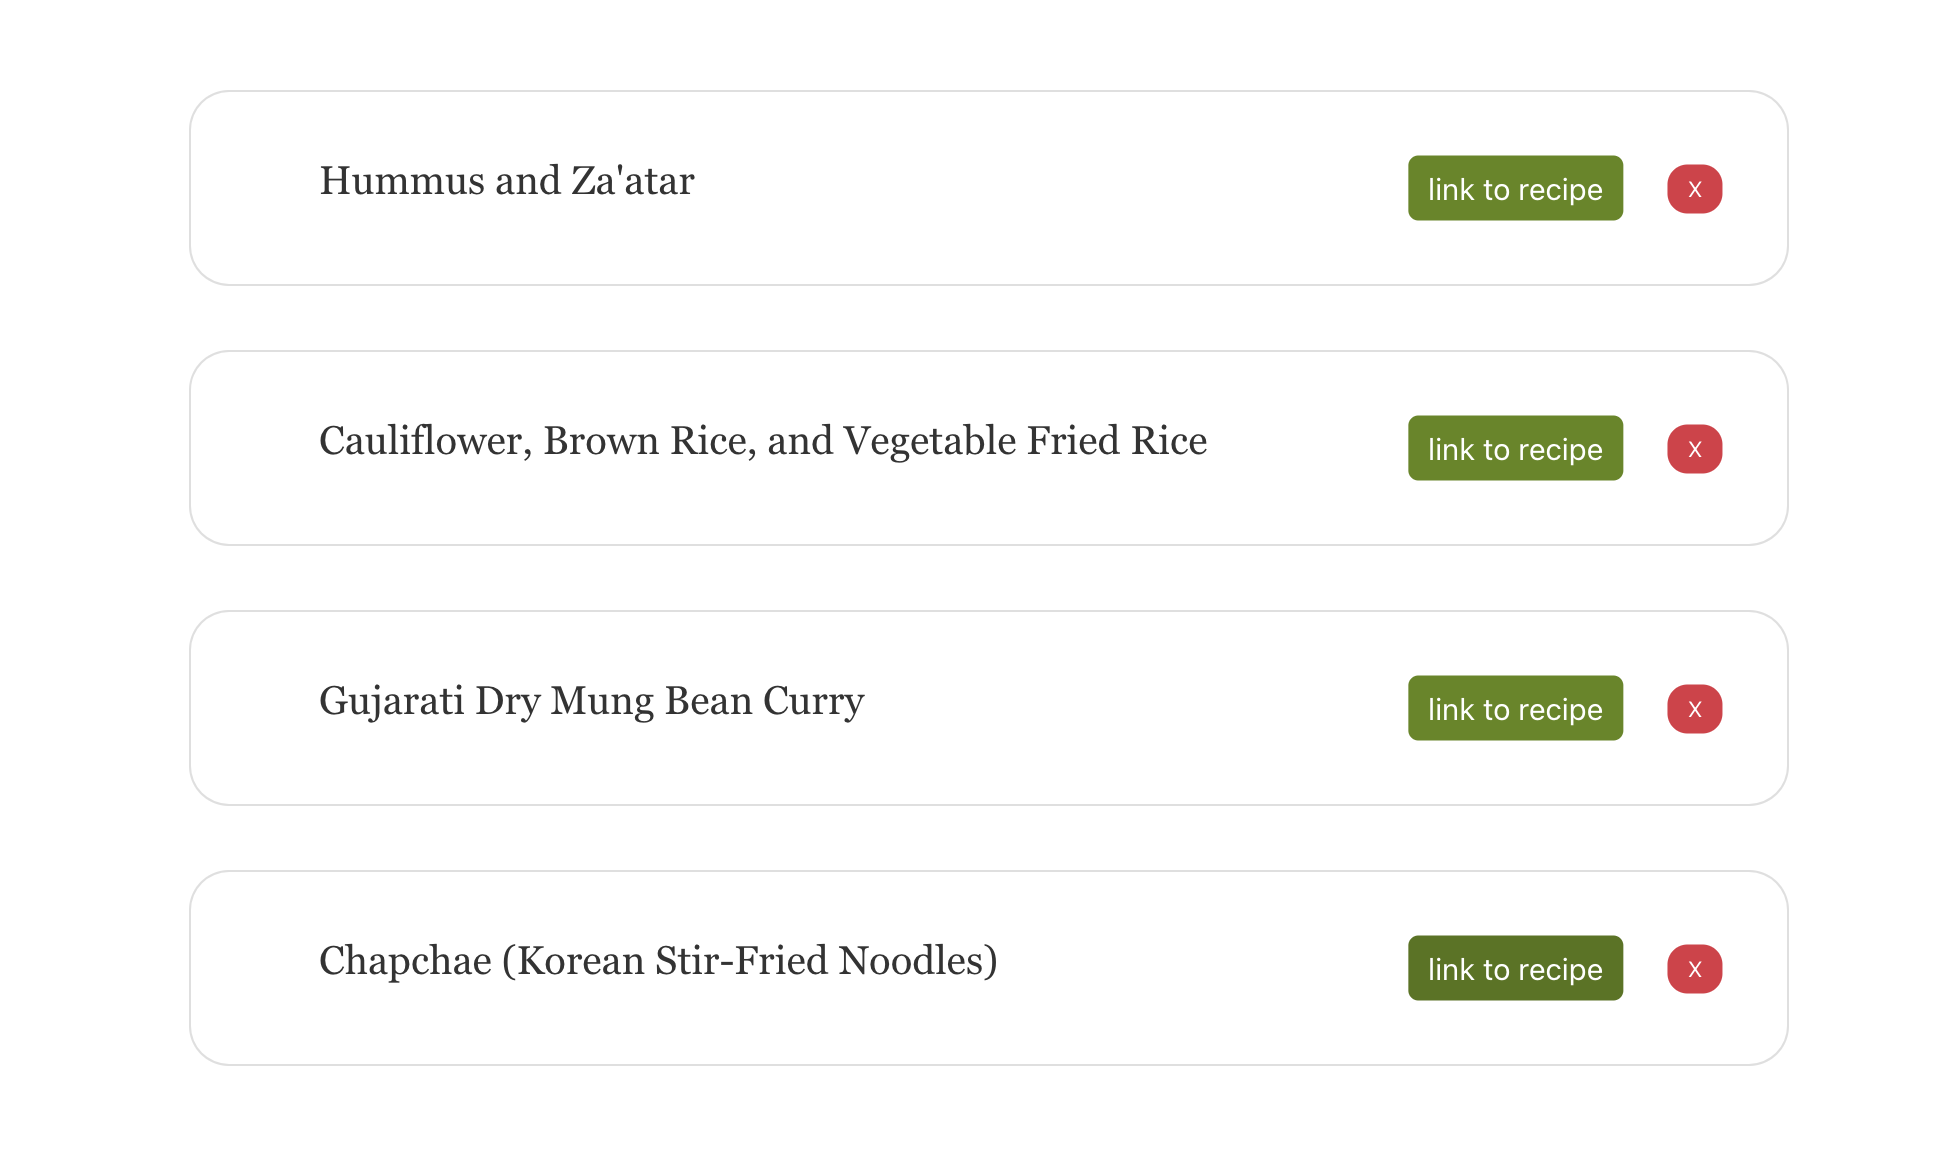 Hummus and Za'atar link to recipe X
Cauliflower, Brown Rice, and Vegetable Fried Rice link to recipe X
Gujarati Dry Mung Bean Curry link to recipe X
Chapchae (Korean Stir-Fried Noodles) link to recipe X